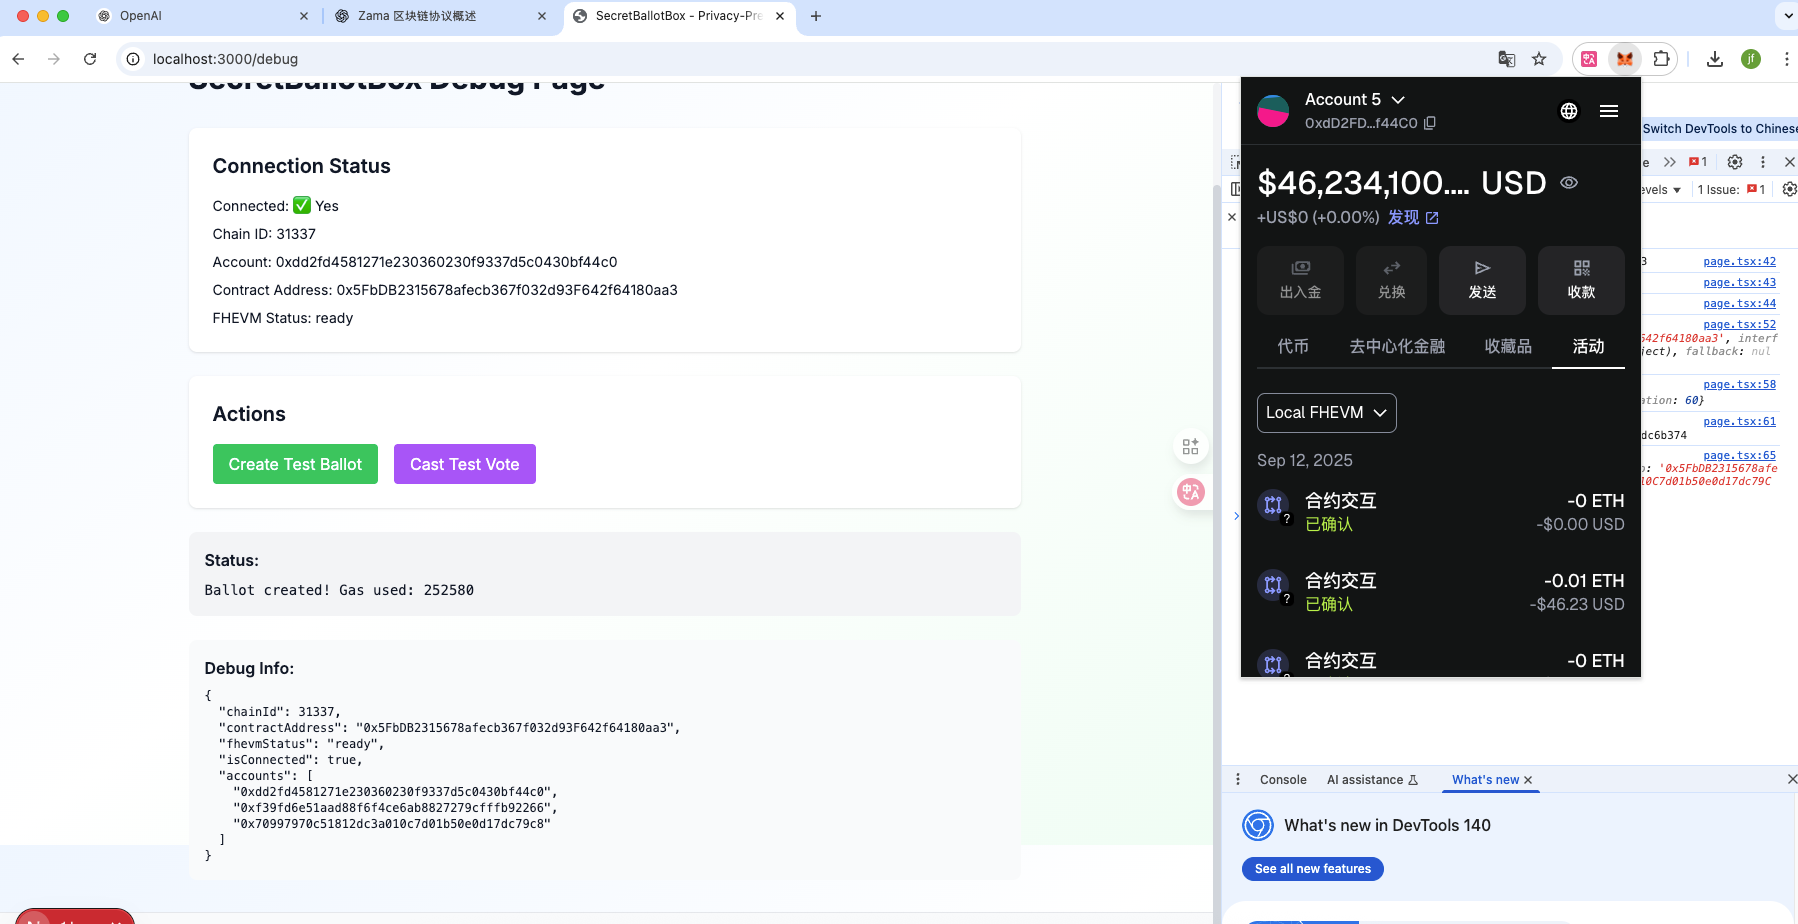 OpenAI
Zama 区块链协议概述
SecretBallotBox - Privacy-Pre
localhost:3000/debug
jf
SecretBallotBox Debug Page
Connection Status
Connected: ✅ Yes
Chain ID: 31337
Account: 0xdd2fd4581271e230360230f9337d5c0430bf44c0
Contract Address: 0x5FbDB2315678afecb367f032d93F642f64180aa3
FHEVM Status: ready
Actions
Create Test Ballot
Cast Test Vote
Status:
Ballot created! Gas used: 252580
Debug Info:
{
"chainId": 31337,
"contractAddress": "0x5FbDB2315678afecb367f032d93F642f64180aa3",
"fhevmStatus": "ready",
"isConnected": true,
"accounts": [
"0xdd2fd4581271e230360230f9337d5c0430bf44c0",
"0xf39fd6e51aad88f6f4ce6ab8827279cfffb92266",
"0x70997970c51812dc3a010c7d01b50e0d17dc79c8"
]
}
Account 5
0xdD2FD...f44C0
$46,234,100.... USD
+US$0 (+0.00%) 发现
出入金
兑换
发送
收款
代币
去中心化金融
收藏品
活动
Local FHEVM
Sep 12, 2025
合约交互
-0 ETH
已确认
-$0.00 USD
合约交互
-0.01 ETH
已确认
-$46.23 USD
合约交互
-0 ETH
Switch DevTools to Chinese
e
1
evels
1 Issue:
1
3
page.tsx:42
page.tsx:43
page.tsx:44
page.tsx:52
642f64180aa3', interf
ject), fallback: nul
page.tsx:58
ation: 60}
page.tsx:61
dc6b374
page.tsx:65
: '0x5FbDB2315678afe
10C7d01b50e0d17dc79C
Console
AI assistance
What's new
What's new in DevTools 140
See all new features